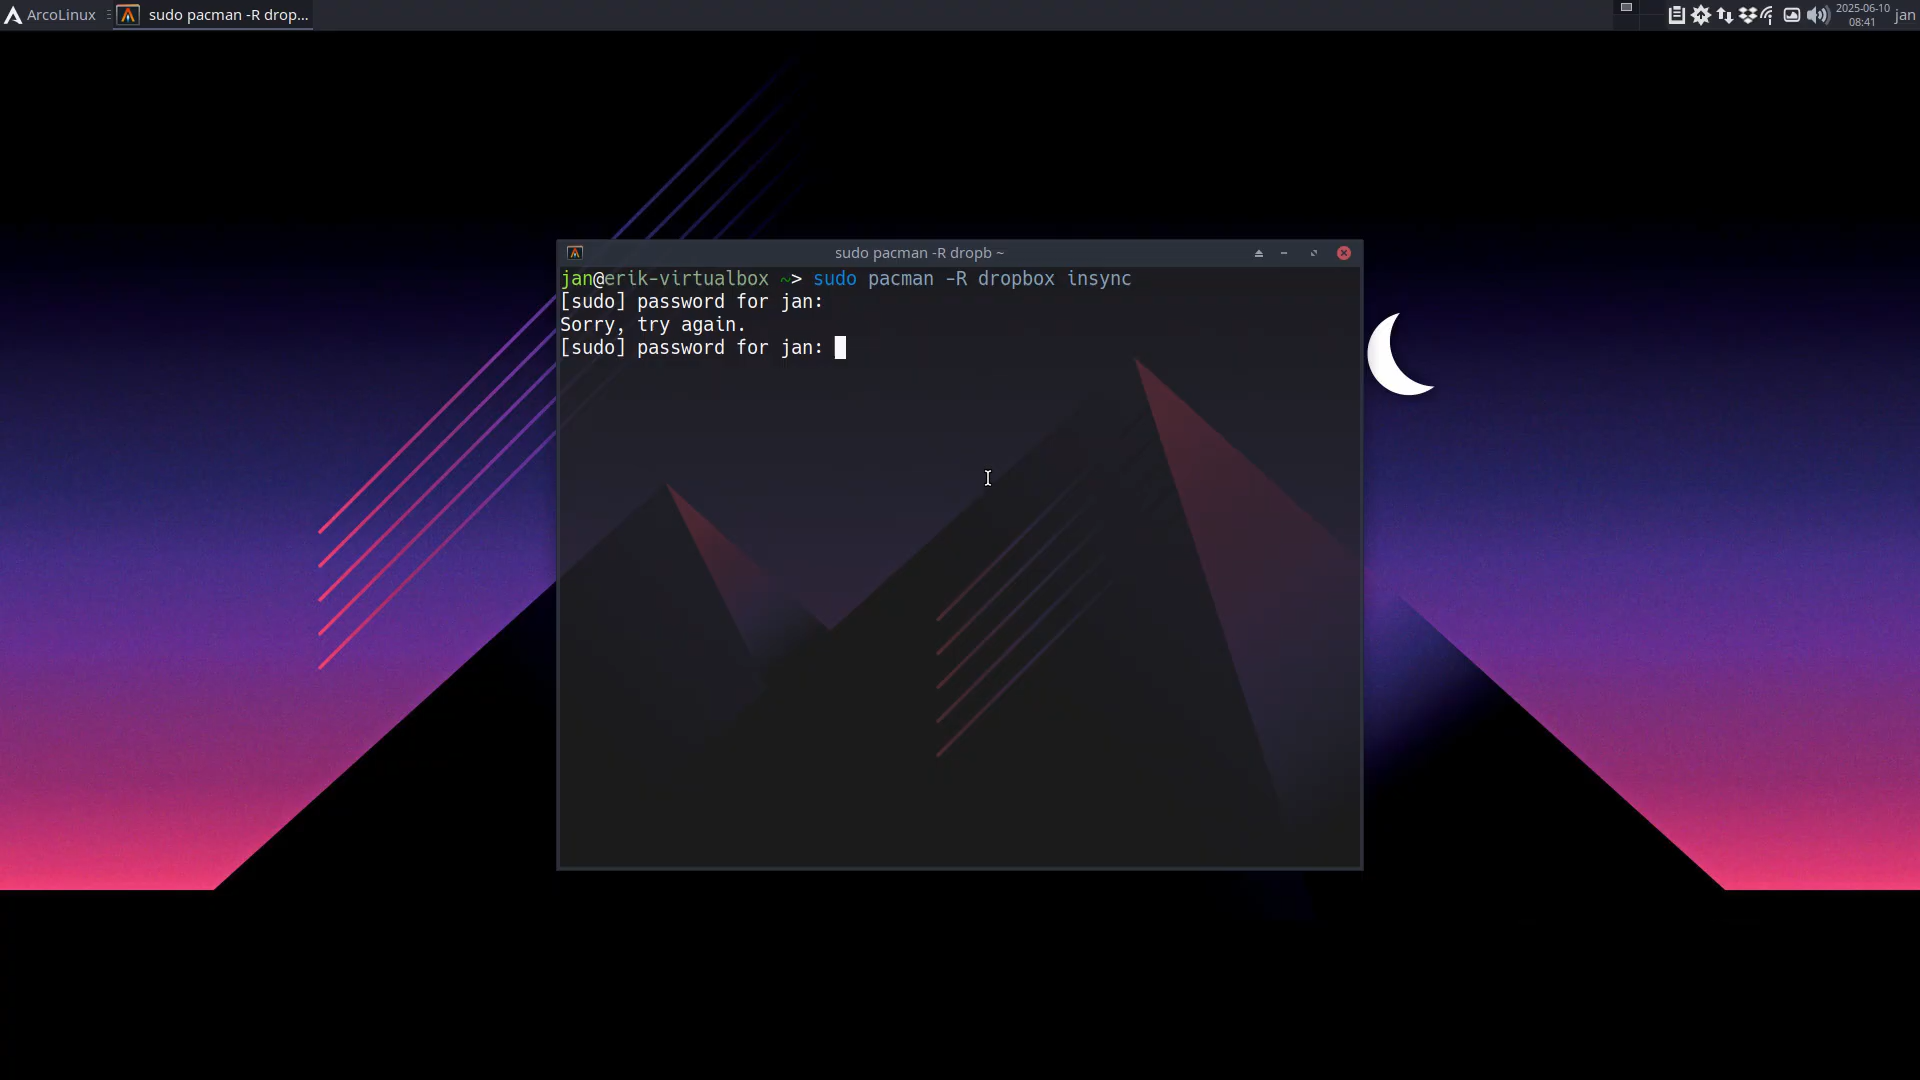 ArcoLinux
sudo pacman -R drop...
2025-06-10
08:41
jan
sudo pacman -R dropb ~
jan@erik-virtualbox ~> sudo pacman -R dropbox insync
[sudo] password for jan:
Sorry, try again.
[sudo] password for jan: